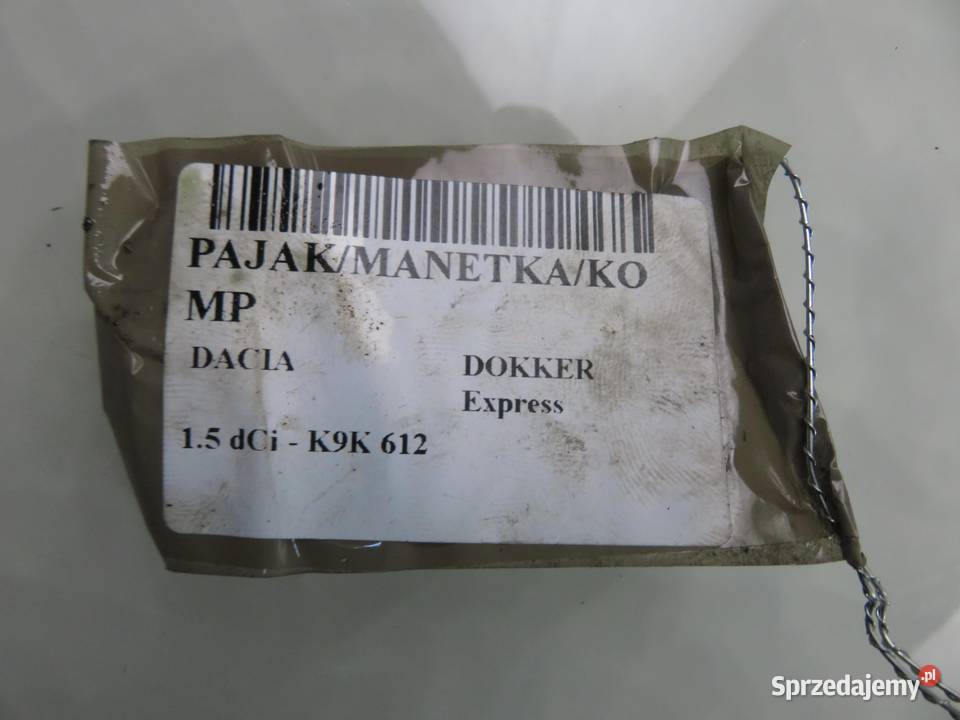 PAJAK/MANETKA/KO
MP
DACIA DOKKER
Express
1.5 dCi - K9K 612
Sprzedajemy.pl